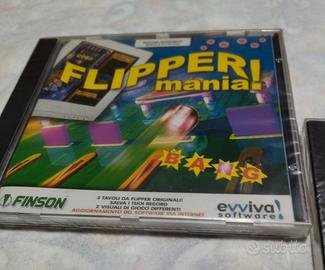 FLIPPER!
mania!
BANG
FINSON
3 TAVOLI DA FLIPPER ORIGINALI!
SALVA I TUOI RECORD
2 VISUALI DI GIOCO DIFFERENTI
AGGIORNAMENTO DEL SOFTWARE VIA INTERNET
evviva!
software
subito